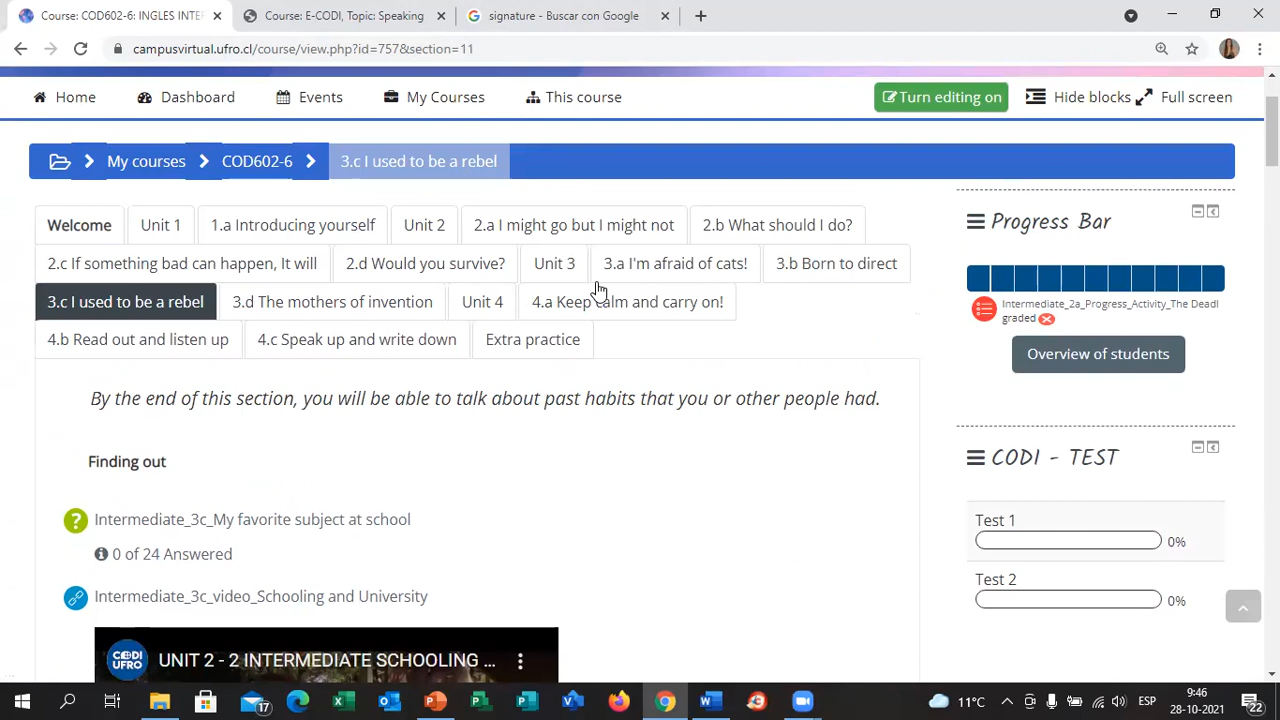 Course: COD602-6: INGLES INTER
Course: E-CODI, Topic: Speaking
signature - Buscar con Google
campusvirtual.ufro.cl/course/view.php?id=757&section=11
Home
Dashboard
Events
My Courses
This course
Turn editing on
Hide blocks
Full screen
My courses
COD602-6
3.c I used to be a rebel
Welcome
Unit 1
1.a Introducing yourself
Unit 2
2.a I might go but I might not
2.b What should I do?
2.c If something bad can happen, It will
2.d Would you survive?
Unit 3
3.a I'm afraid of cats!
3.b Born to direct
3.c I used to be a rebel
3.d The mothers of invention
Unit 4
4.a Keep calm and carry on!
4.b Read out and listen up
4.c Speak up and write down
Extra practice
By the end of this section, you will be able to talk about past habits that you or other people had.
Finding out
Intermediate_3c_My favorite subject at school
0 of 24 Answered
Intermediate_3c_video_Schooling and University
CODI
UFRO
UNIT 2 - 2 INTERMEDIATE SCHOOLING ...
Progress Bar
Intermediate_2a_Progress_Activity_The Deadl
graded
Overview of students
CODI - TEST
Test 1
0%
Test 2
0%
17
11°C
ESP
9:46
28-10-2021
22